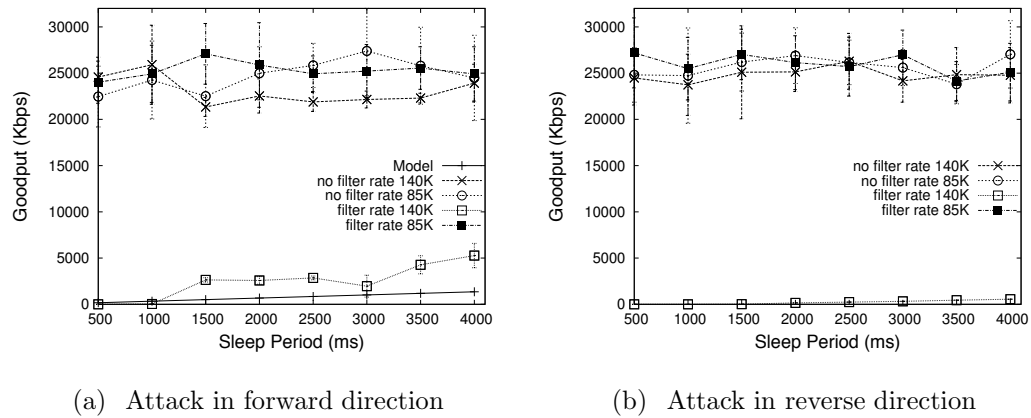 30000
25000
20000
15000
10000
5000
0
Goodput (Kbps)
500 1000 1500 2000 2500 3000 3500 4000
Sleep Period (ms)
Model
no filter rate 140K
no filter rate 85K
filter rate 140K
filter rate 85K
(a) Attack in forward direction
30000
25000
20000
15000
10000
5000
0
Goodput (Kbps)
500 1000 1500 2000 2500 3000 3500 4000
Sleep Period (ms)
no filter rate 140K
no filter rate 85K
filter rate 140K
filter rate 85K
(b) Attack in reverse direction